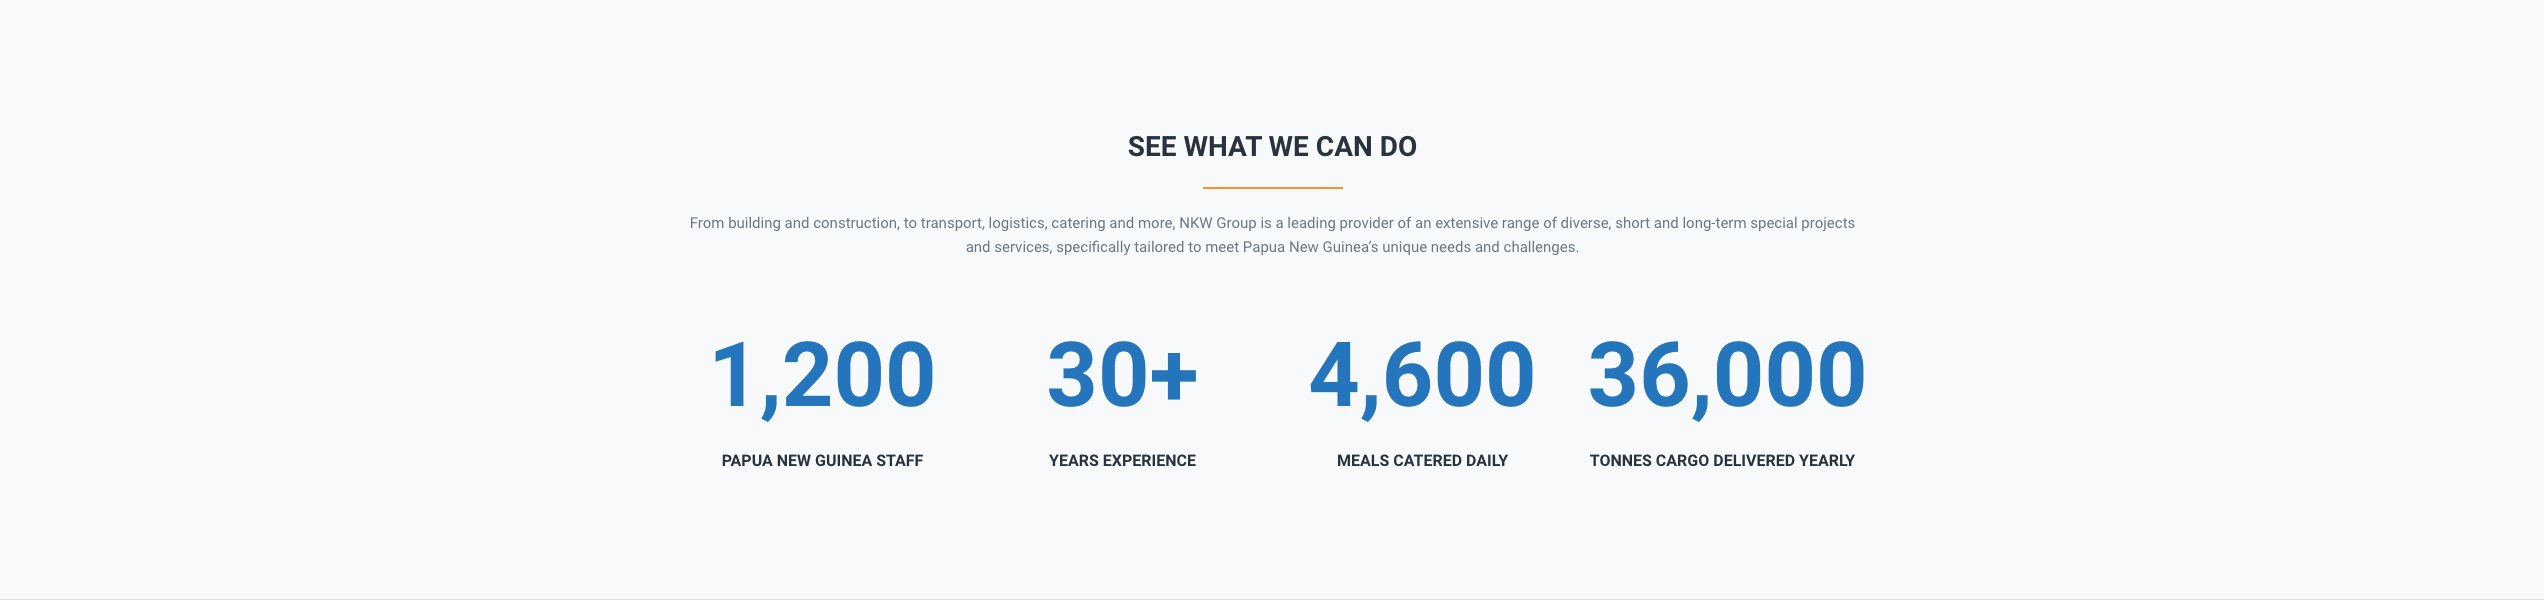 SEE WHAT WE CAN DO
From building and construction, to transport, logistics, catering and more, NKW Group is a leading provider of an extensive range of diverse, short and long-term special projects
and services, specifically tailored to meet Papua New Guinea’s unique needs and challenges.
1,200 30+ 4,600 36,000
PAPUA NEW GUINEA STAFF YEARS EXPERIENCE MEALS CATERED DAILY TONNES CARGO DELIVERED YEARLY